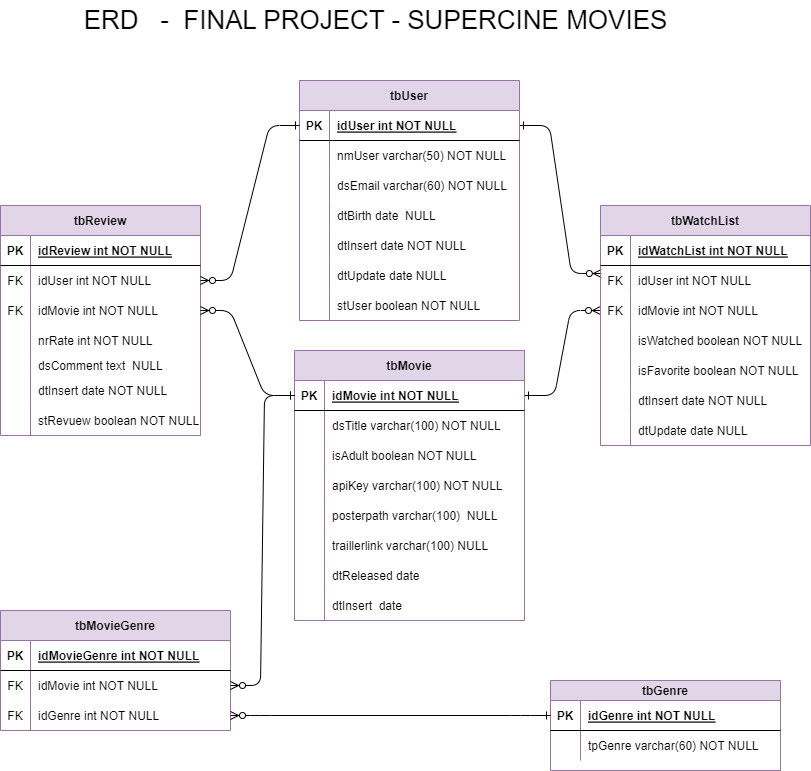 ERD - FINAL PROJECT - SUPERCINE MOVIES
tbUser
PK idUser int NOT NULL
nmUser varchar(50) NOT NULL
dsEmail varchar(60) NOT NULL
dtBirth date NULL
dtInsert date NOT NULL
dtUpdate date NULL
stUser boolean NOT NULL
tbReview
PK idReview int NOT NULL
FK idUser int NOT NULL
FK idMovie int NOT NULL
nrRate int NOT NULL
dsComment text NULL
dtInsert date NOT NULL
stRevuew boolean NOT NULL
tbWatchList
PK idWatchList int NOT NULL
FK idUser int NOT NULL
FK idMovie int NOT NULL
isWatched boolean NOT NULL
isFavorite boolean NOT NULL
dtInsert date NOT NULL
dtUpdate date NULL
tbMovie
PK idMovie int NOT NULL
dsTitle varchar(100) NOT NULL
isAdult boolean NOT NULL
apiKey varchar(100) NOT NULL
posterpath varchar(100) NULL
traillerlink varchar(100) NULL
dtReleased date
dtInsert date
tbMovieGenre
PK idMovieGenre int NOT NULL
FK idMovie int NOT NULL
FK idGenre int NOT NULL
tbGenre
PK idGenre int NOT NULL
tpGenre varchar(60) NOT NULL